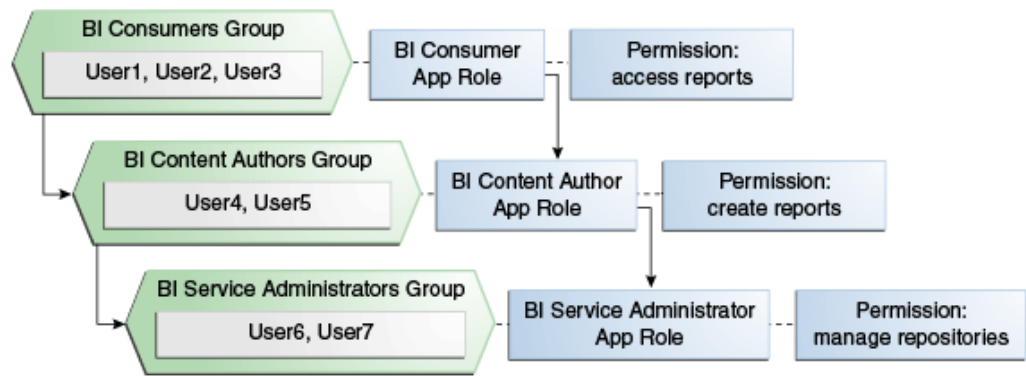 BI Consumers Group
User1, User2, User3
BI Consumer
App Role
Permission:
access reports
BI Content Authors Group
User4, User5
BI Content Author
App Role
Permission:
create reports
BI Service Administrators Group
User6, User7
BI Service Administrator
App Role
Permission:
manage repositories